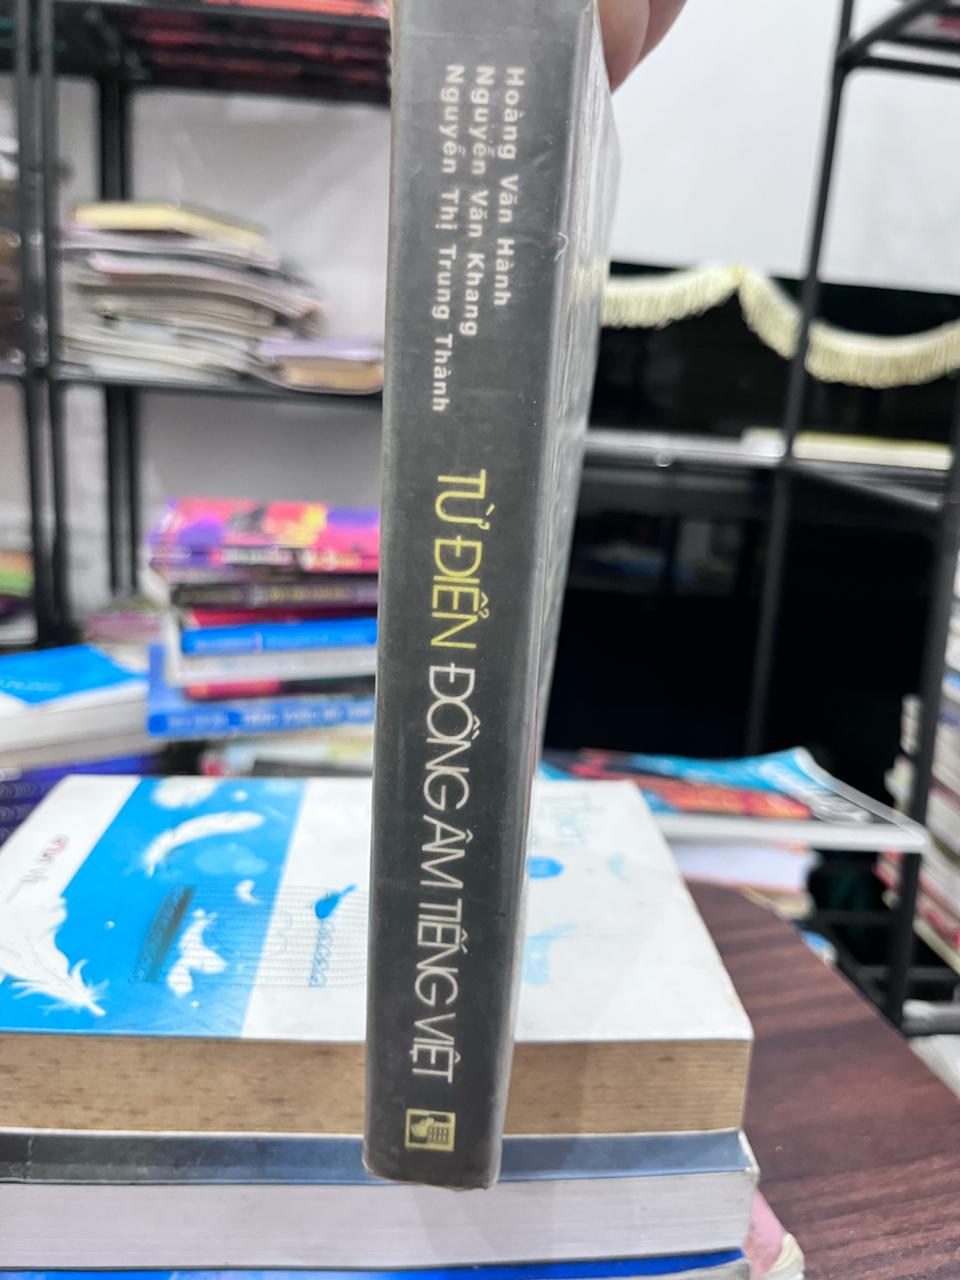 Hoàng Văn Hành
Nguyễn Văn Khang
Nguyễn Thị Trung Thành
TỪ ĐIỂN ĐỒNG ÂM TIẾNG VIỆT